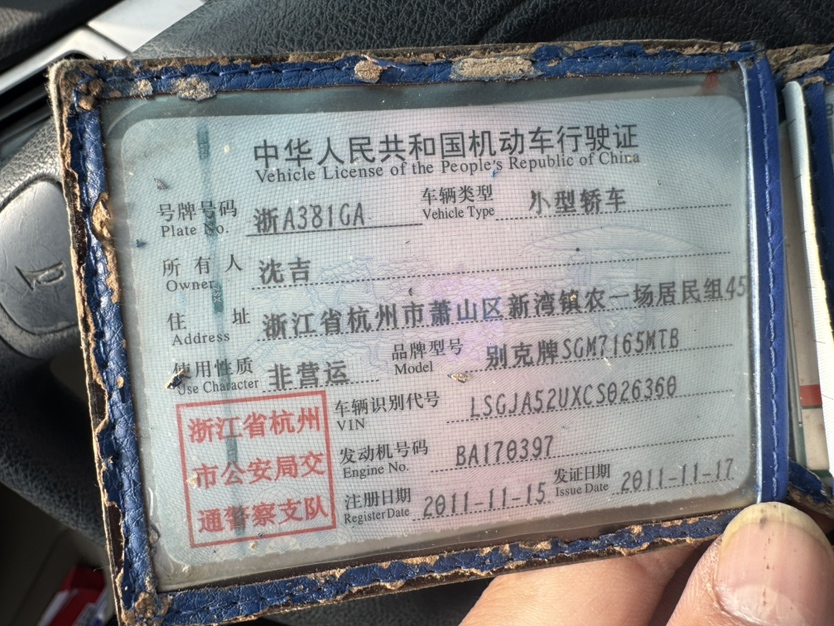 中华人民共和国机动车行驶证
Vehicle License of the People's Republic of China
号牌号码 浙A381GA 车辆类型 小型轿车
Plate No. Vehicle Type
所有人 沈吉
Owner
住址 浙江省杭州市萧山区新湾镇农一场居民组45
Address
使用性质 非营运 品牌型号 别克牌SGM7165MTB
Use Character Model
浙江省杭州
市公安局交
通警察支队
车辆识别代号 LSGJA52UXCS026360
VIN
发动机号码 BA170397
Engine No.
注册日期 2011-11-15 发证日期 2011-11-17
Register Date Issue Date